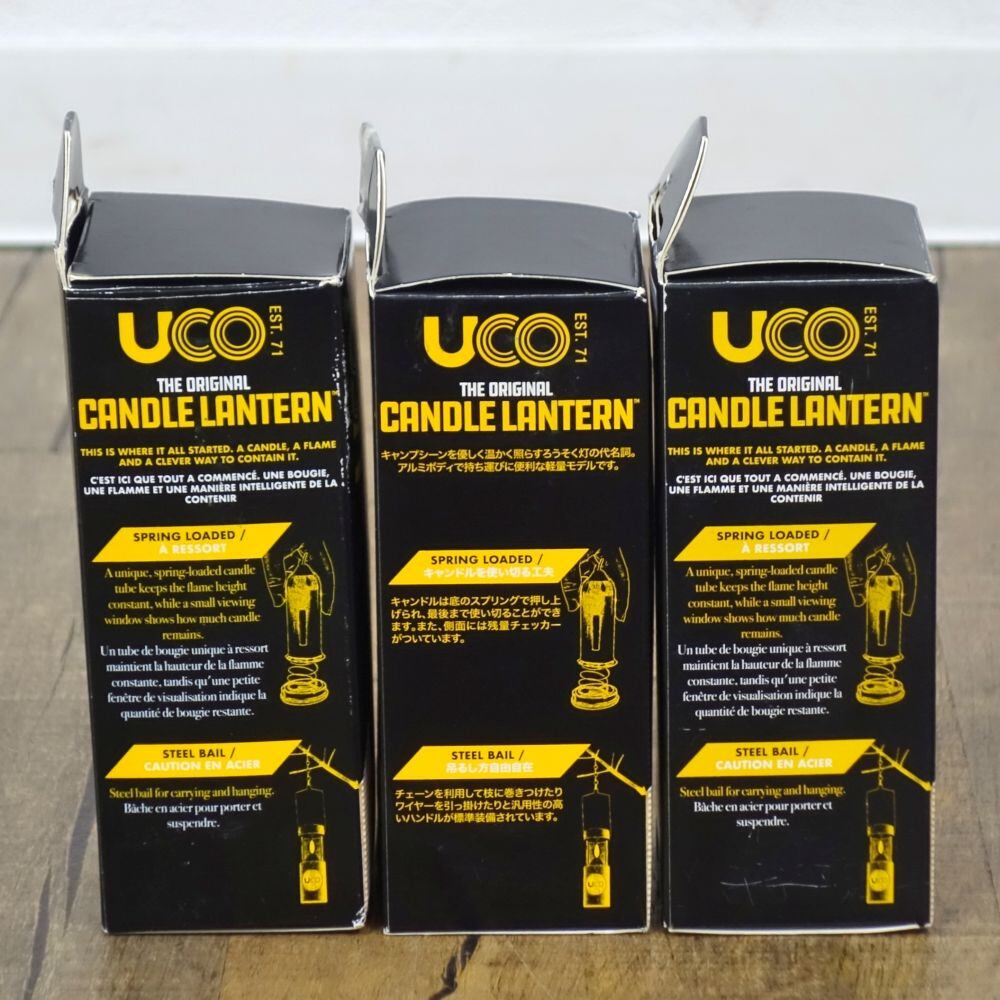 UCO EST. 71
THE ORIGINAL
CANDLE LANTERN™
THIS IS WHERE IT ALL STARTED. A CANDLE, A FLAME
AND A CLEVER WAY TO CONTAIN IT.
C'EST ICI QUE TOUT A COMMENCÉ. UNE BOUGIE,
UNE FLAMME ET UNE MANIÈRE INTELLIGENTE DE LA
CONTENIR
SPRING LOADED /
À RESSORT
A unique, spring-loaded candle
tube keeps the flame height
constant, while a small viewing
window shows how much candle
remains.
Un tube de bougie unique à ressort
maintient la hauteur de la flamme
constante, tandis qu'une petite
fenêtre de visualisation indique la
quantité de bougie restante.
STEEL BAIL /
CAUTION EN ACIER
Steel bail for carrying and hanging.
Bâche en acier pour porter et
suspendre.
UCO
UCO EST. 71
THE ORIGINAL
CANDLE LANTERN™
キャンプシーンを優しく温かく照らすろうそく灯の代名詞。
アルミボディで持ち運びに便利な軽量モデルです。
SPRING LOADED /
キャンドルを使い切る工夫
キャンドルは底のスプリングで押し上
げられ、最後まで使い切ることができ
ます。また、側面には残量チェッカー
がついています。
STEEL BAIL /
吊るし方自由自在
チェーンを利用して枝に巻きつけたり
ワイヤーを引っ掛けたりと汎用性の高
いハンドルが標準装備されています。
UCO
UCO EST. 71
THE ORIGINAL
CANDLE LANTERN™
THIS IS WHERE IT ALL STARTED. A CANDLE, A FLAME
AND A CLEVER WAY TO CONTAIN IT.
C'EST ICI QUE TOUT A COMMENCÉ. UNE BOUGIE,
UNE FLAMME ET UNE MANIÈRE INTELLIGENTE DE LA
CONTENIR
SPRING LOADED /
À RESSORT
A unique, spring-loaded candle
tube keeps the flame height
constant, while a small viewing
window shows how much candle
remains.
Un tube de bougie unique à ressort
maintient la hauteur de la flamme
constante, tandis qu'une petite
fenêtre de visualisation indique la
quantité de bougie restante.
STEEL BAIL /
CAUTION EN ACIER
Steel bail for carrying and hanging.
Bâche en acier pour porter et
suspendre.
UCO